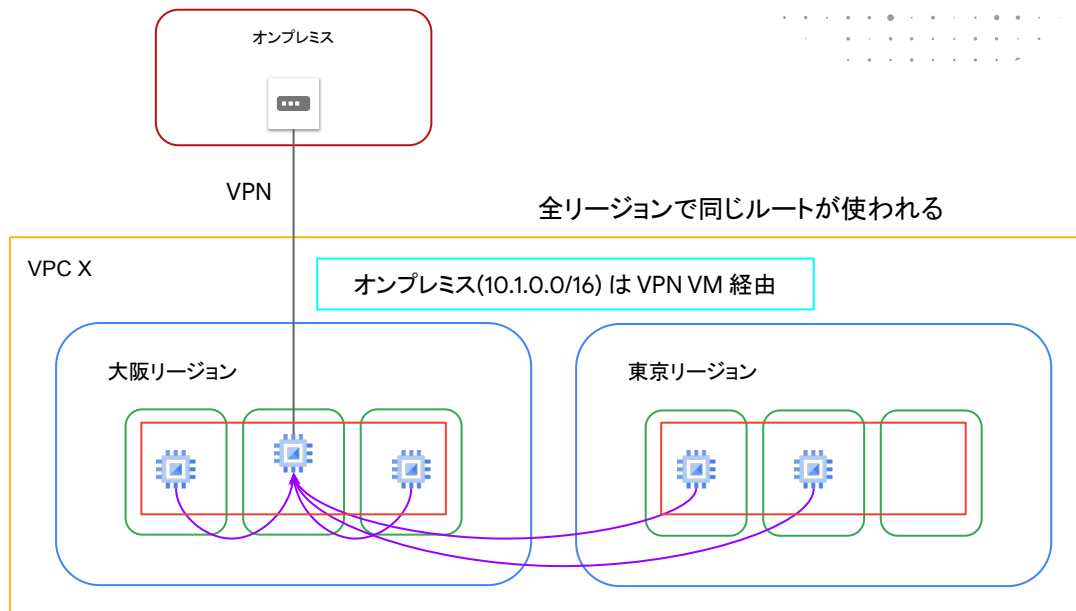 オンプレミス
VPN
全リージョンで同じルートが使われる
VPC X
オンプレミス(10.1.0.0/16) は VPN VM 経由
大阪リージョン
東京リージョン